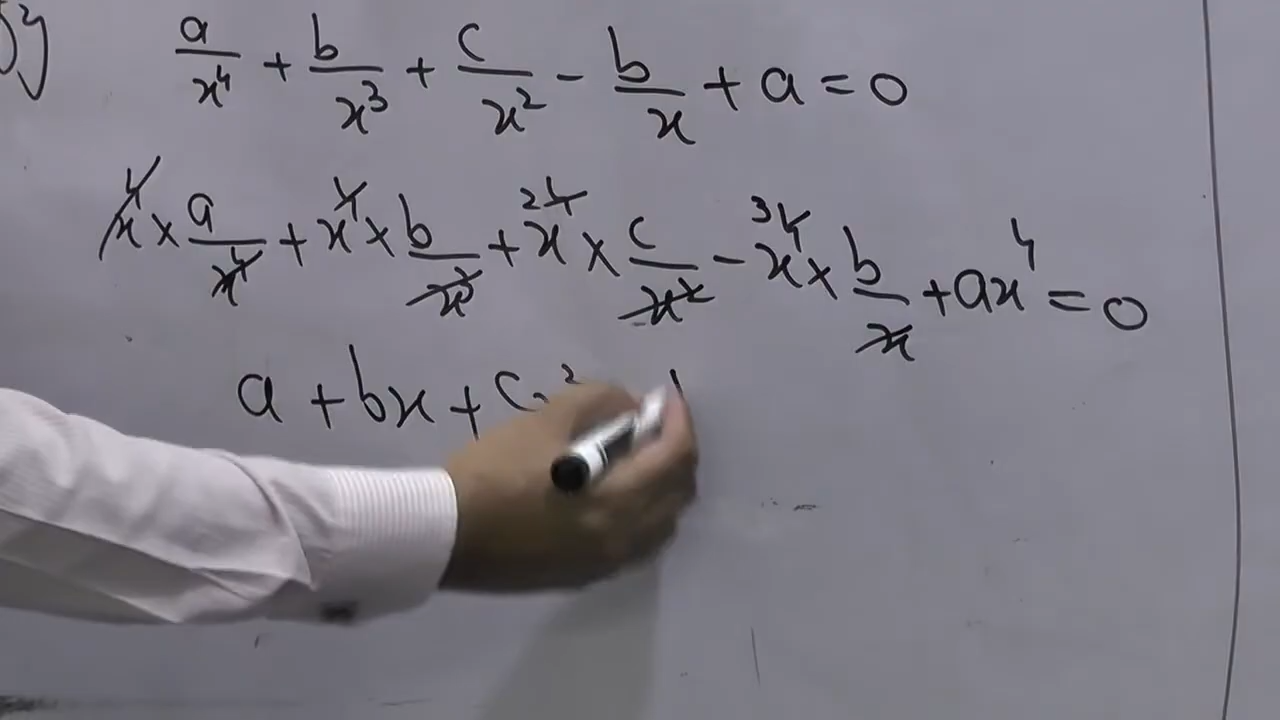 a/x⁴ + b/x³ + c/x² - b/x + a = 0
x⁴ × a/x⁴ + x⁴ × b/x³ + x²⁴ × c/x² - x³⁴ × b/x + ax⁴ = 0
a + bx + c